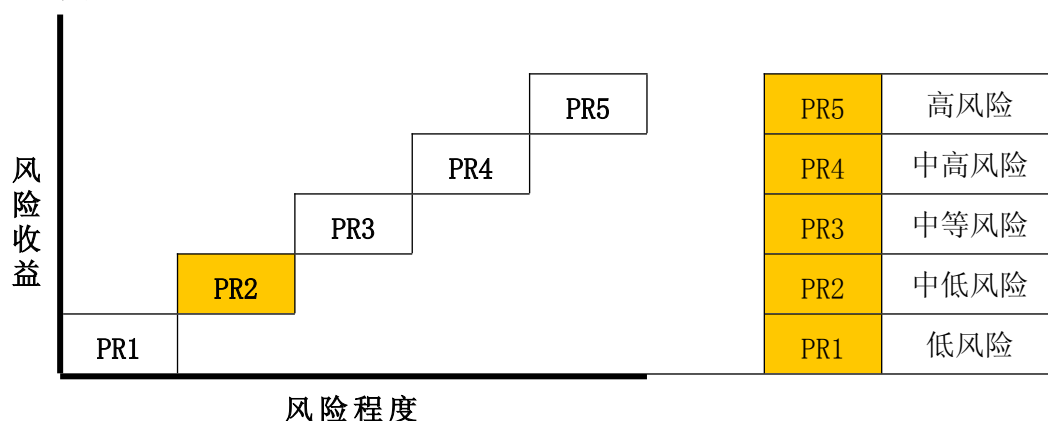 风险收益
PR5
PR4
PR3
PR2
PR1
风险程度
PR5 高风险
PR4 中高风险
PR3 中等风险
PR2 中低风险
PR1 低风险